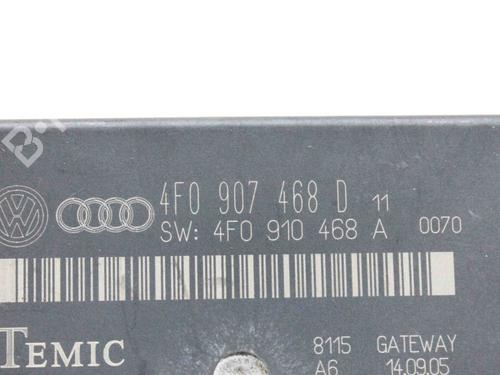 4F0 907 468 D 11
SW: 4F0 910 468 A 0070
TEMIC
8115 GATEWAY
A6 14.09.05